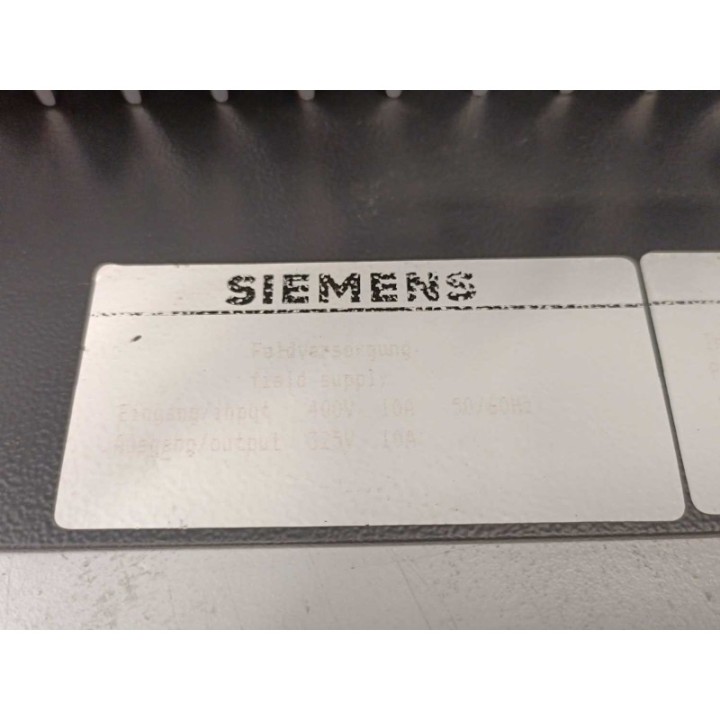 SIEMENS
Feldversorgung
field supply
Eingang/input 400V 10A 50/60Hz
Ausgang/output 325V 10A